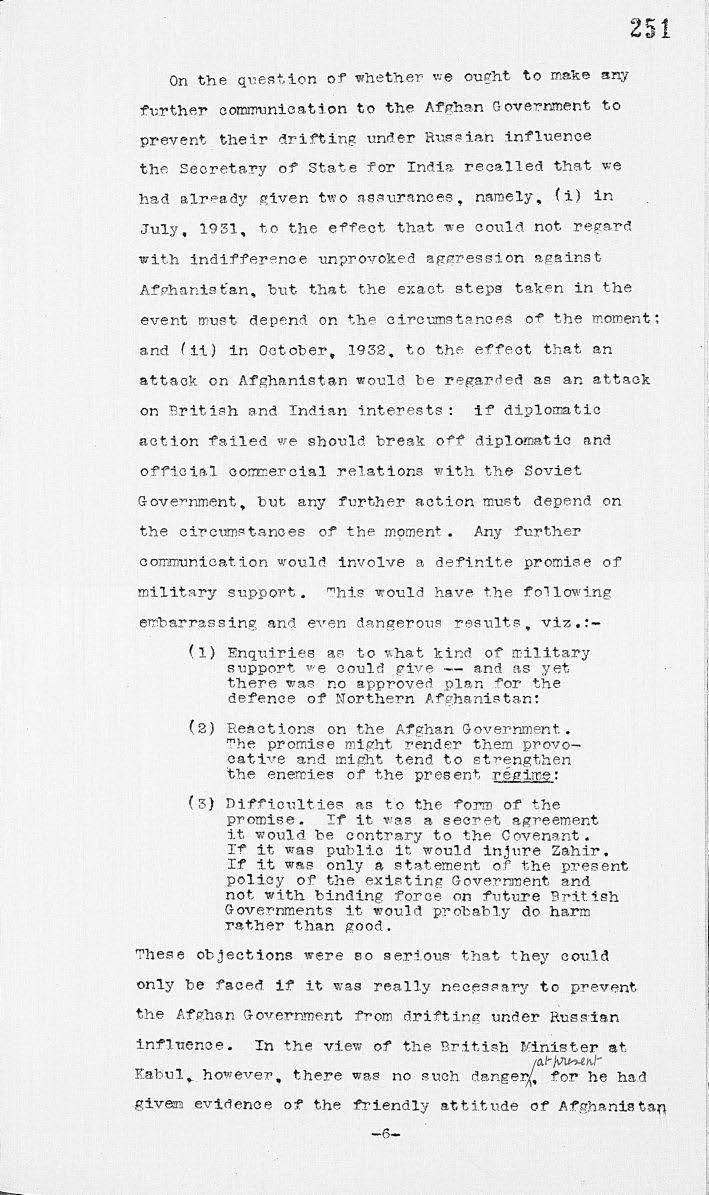 251
On the question of whether we ought to make any
further communication to the Afghan Government to
prevent their drifting under Russian influence
the Secretary of State for India recalled that we
had already given two assurances, namely, (i) in
July, 1931, to the effect that we could not regard
with indifference unprovoked aggression against
Afghanistan, but that the exact steps taken in the
event must depend on the circumstances of the moment:
and (ii) in October, 1932, to the effect that an
attack on Afghanistan would be regarded as an attack
on British and Indian interests: if diplomatic
action failed we should break off diplomatic and
official commercial relations with the Soviet
Government, but any further action must depend on
the circumstances of the moment. Any further
communication would involve a definite promise of
military support. This would have the following
embarrassing and even dangerous results, viz.:-
(1) Enquiries as to what kind of military
support we could give -- and as yet
there was no approved plan for the
defence of Northern Afghanistan:
(2) Reactions on the Afghan Government.
The promise might render them provo-
cative and might tend to strengthen
the enemies of the present régime:
(3) Difficulties as to the form of the
promise. If it was a secret agreement
it would be contrary to the Covenant.
If it was public it would injure Zahir.
If it was only a statement of the present
policy of the existing Government and
not with binding force on future British
Governments it would probably do harm
rather than good.
These objections were so serious that they could
only be faced if it was really necessary to prevent
the Afghan Government from drifting under Russian
influence. In the view of the British Minister at
at present
Kabul, however, there was no such danger/, for he had
given evidence of the friendly attitude of Afghanistan
-6-